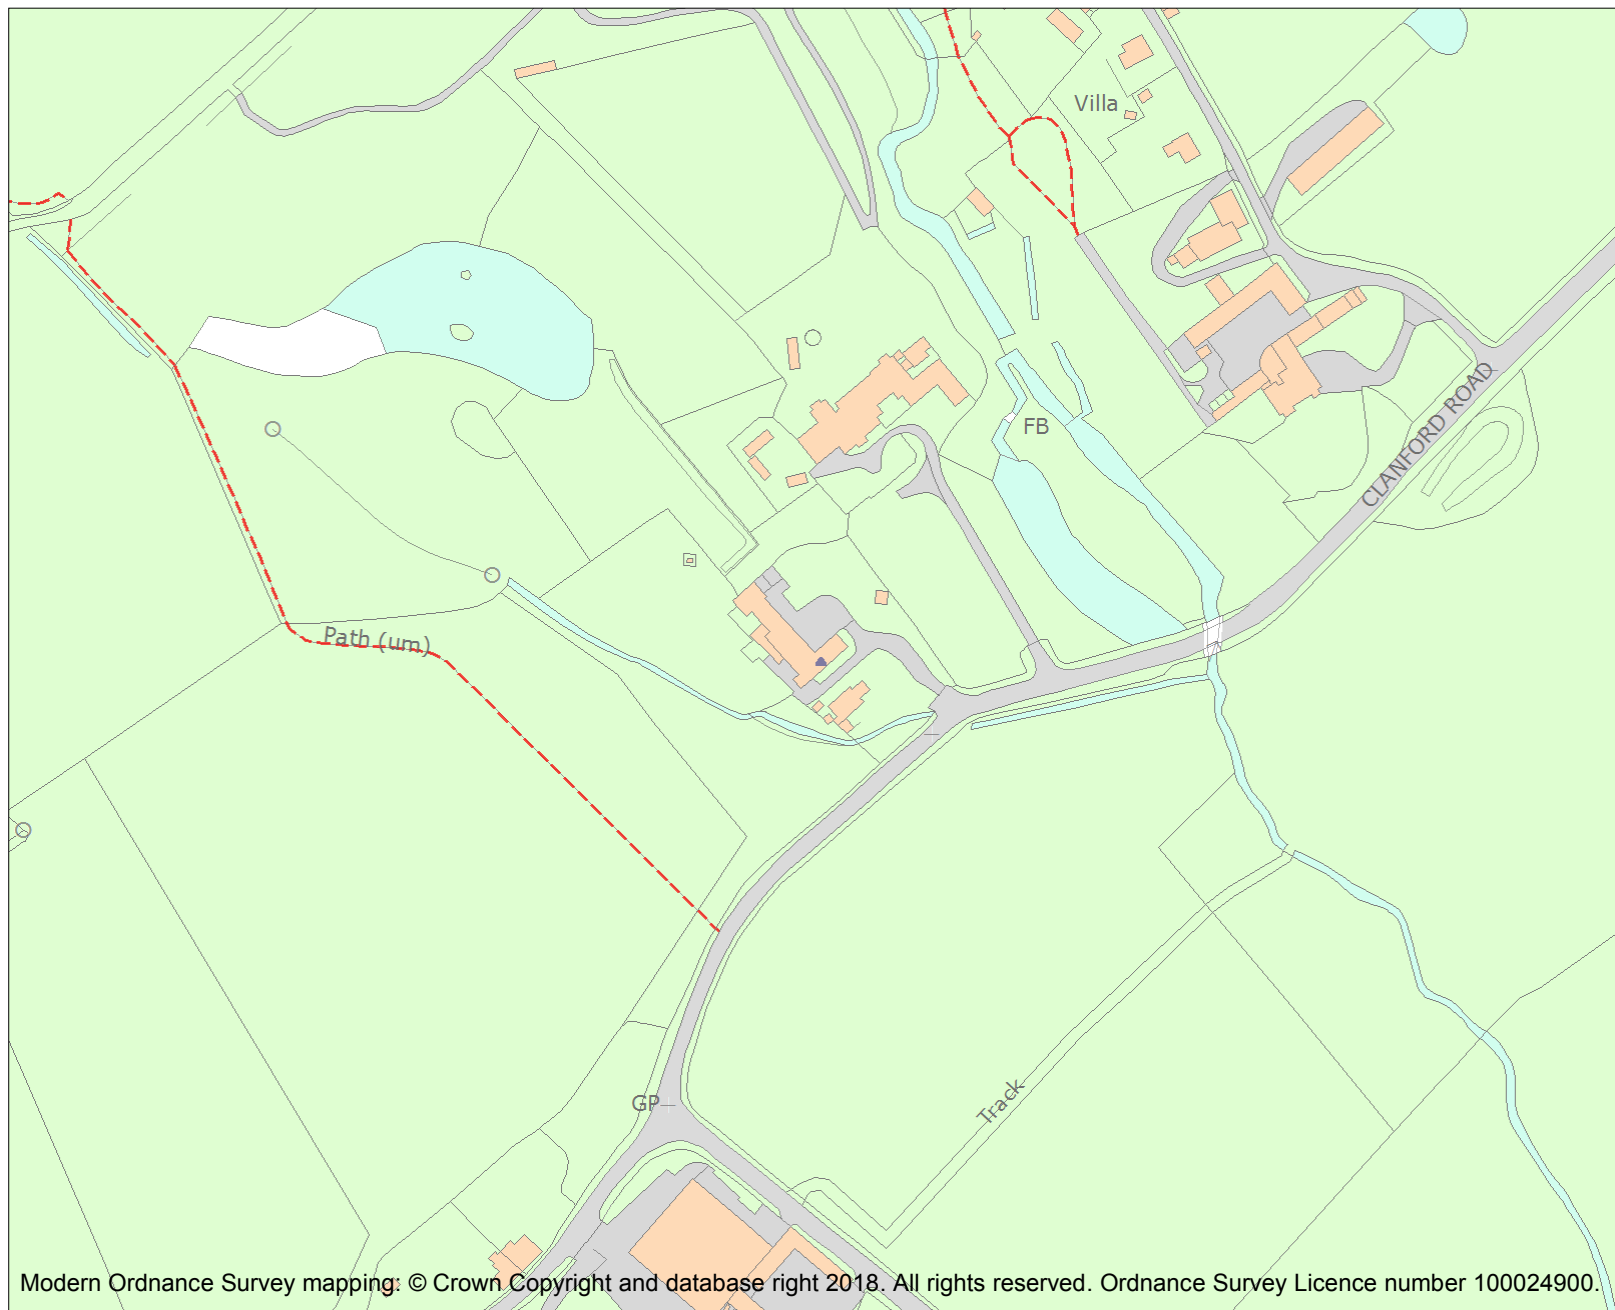 Villa
FB
CLANFORD ROAD
Path (um)
GP
Track
Modern Ordnance Survey mapping: © Crown Copyright and database right 2018. All rights reserved. Ordnance Survey Licence number 100024900.